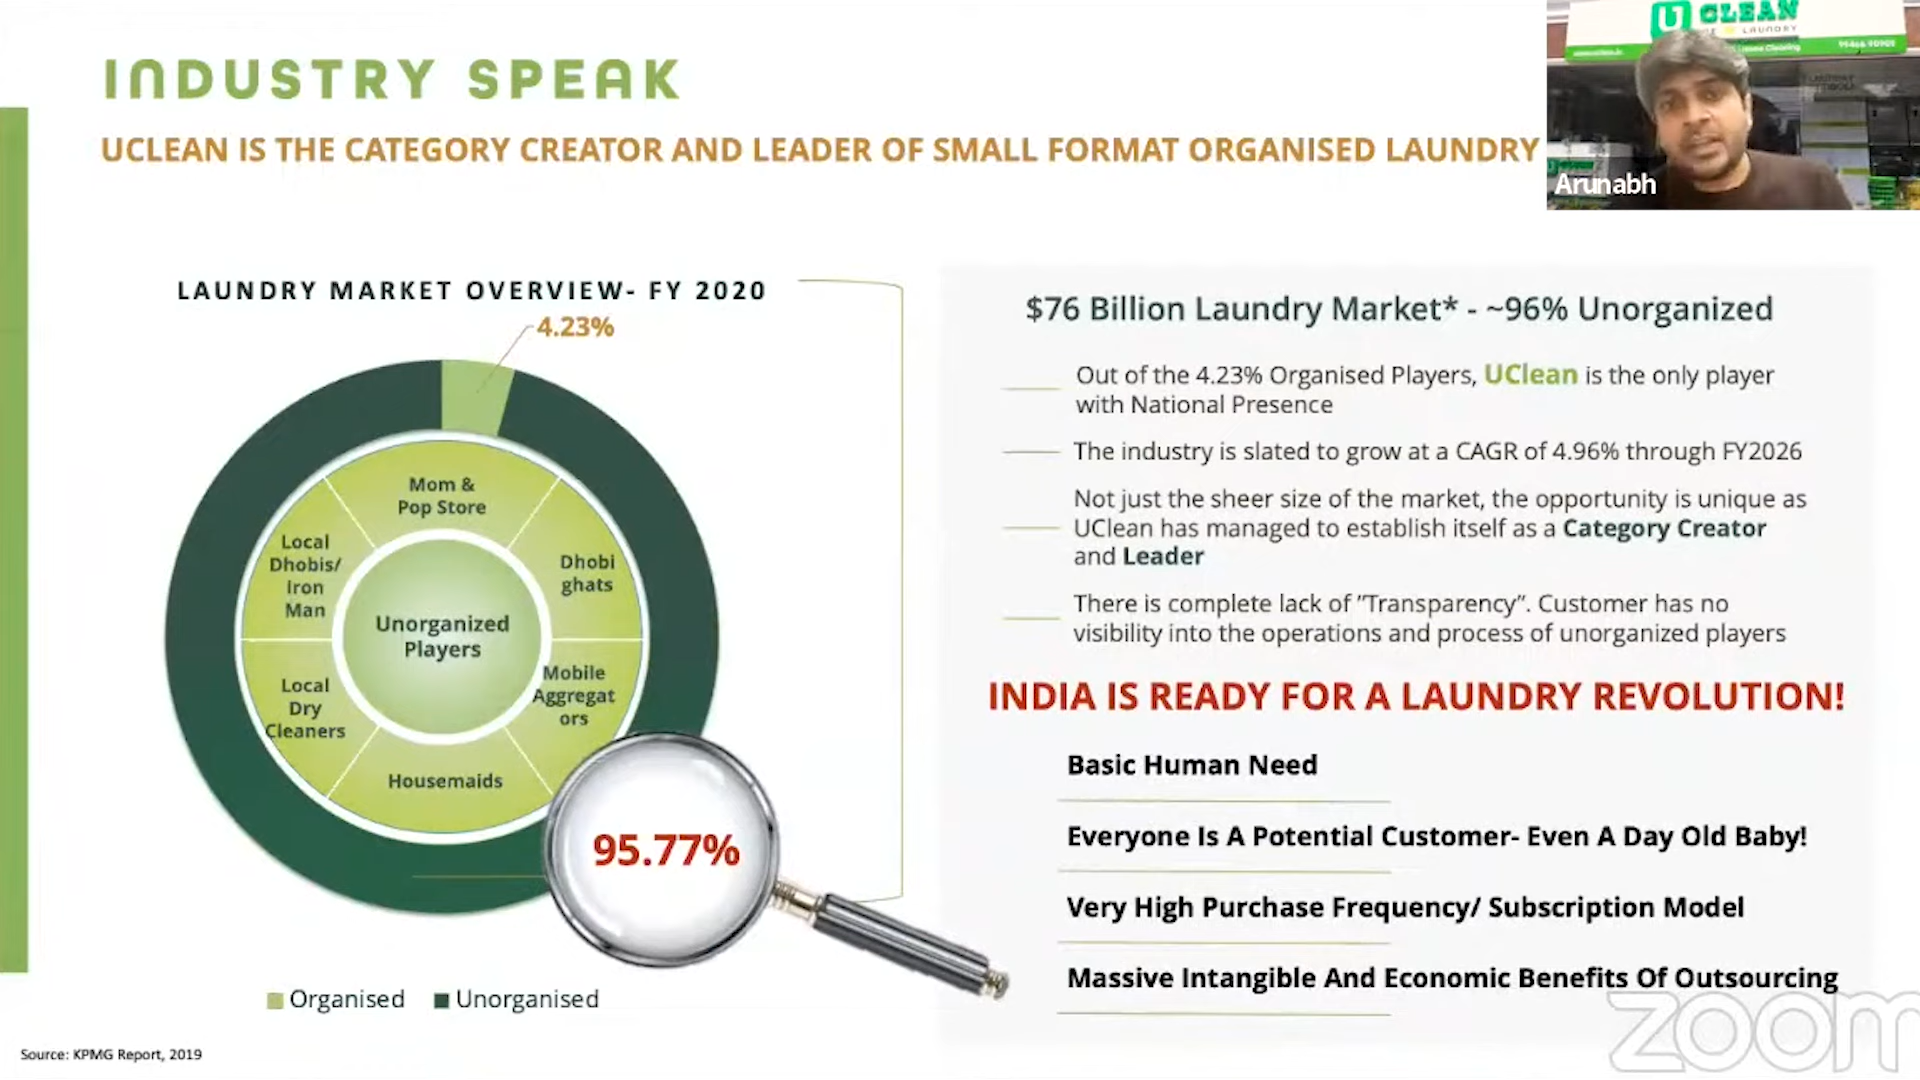 INDUSTRY SPEAK
UCLEAN IS THE CATEGORY CREATOR AND LEADER OF SMALL FORMAT ORGANISED LAUNDRY
U CLEAN
LAUNDRY
Arunabh
LAUNDRY MARKET OVERVIEW- FY 2020
4.23%
Mom &
Pop Store
Dhobi
ghats
Mobile
Aggregat
ors
Housemaids
Local
Dry
Cleaners
Local
Dhobis/
Iron
Man
Unorganized
Players
95.77%
Organised
Unorganised
Source: KPMG Report, 2019
$76 Billion Laundry Market* - ~96% Unorganized
Out of the 4.23% Organised Players, UClean is the only player
with National Presence
The industry is slated to grow at a CAGR of 4.96% through FY2026
Not just the sheer size of the market, the opportunity is unique as
UClean has managed to establish itself as a Category Creator
and Leader
There is complete lack of ”Transparency”. Customer has no
visibility into the operations and process of unorganized players
INDIA IS READY FOR A LAUNDRY REVOLUTION!
Basic Human Need
Everyone Is A Potential Customer- Even A Day Old Baby!
Very High Purchase Frequency/ Subscription Model
Massive Intangible And Economic Benefits Of Outsourcing
zoom